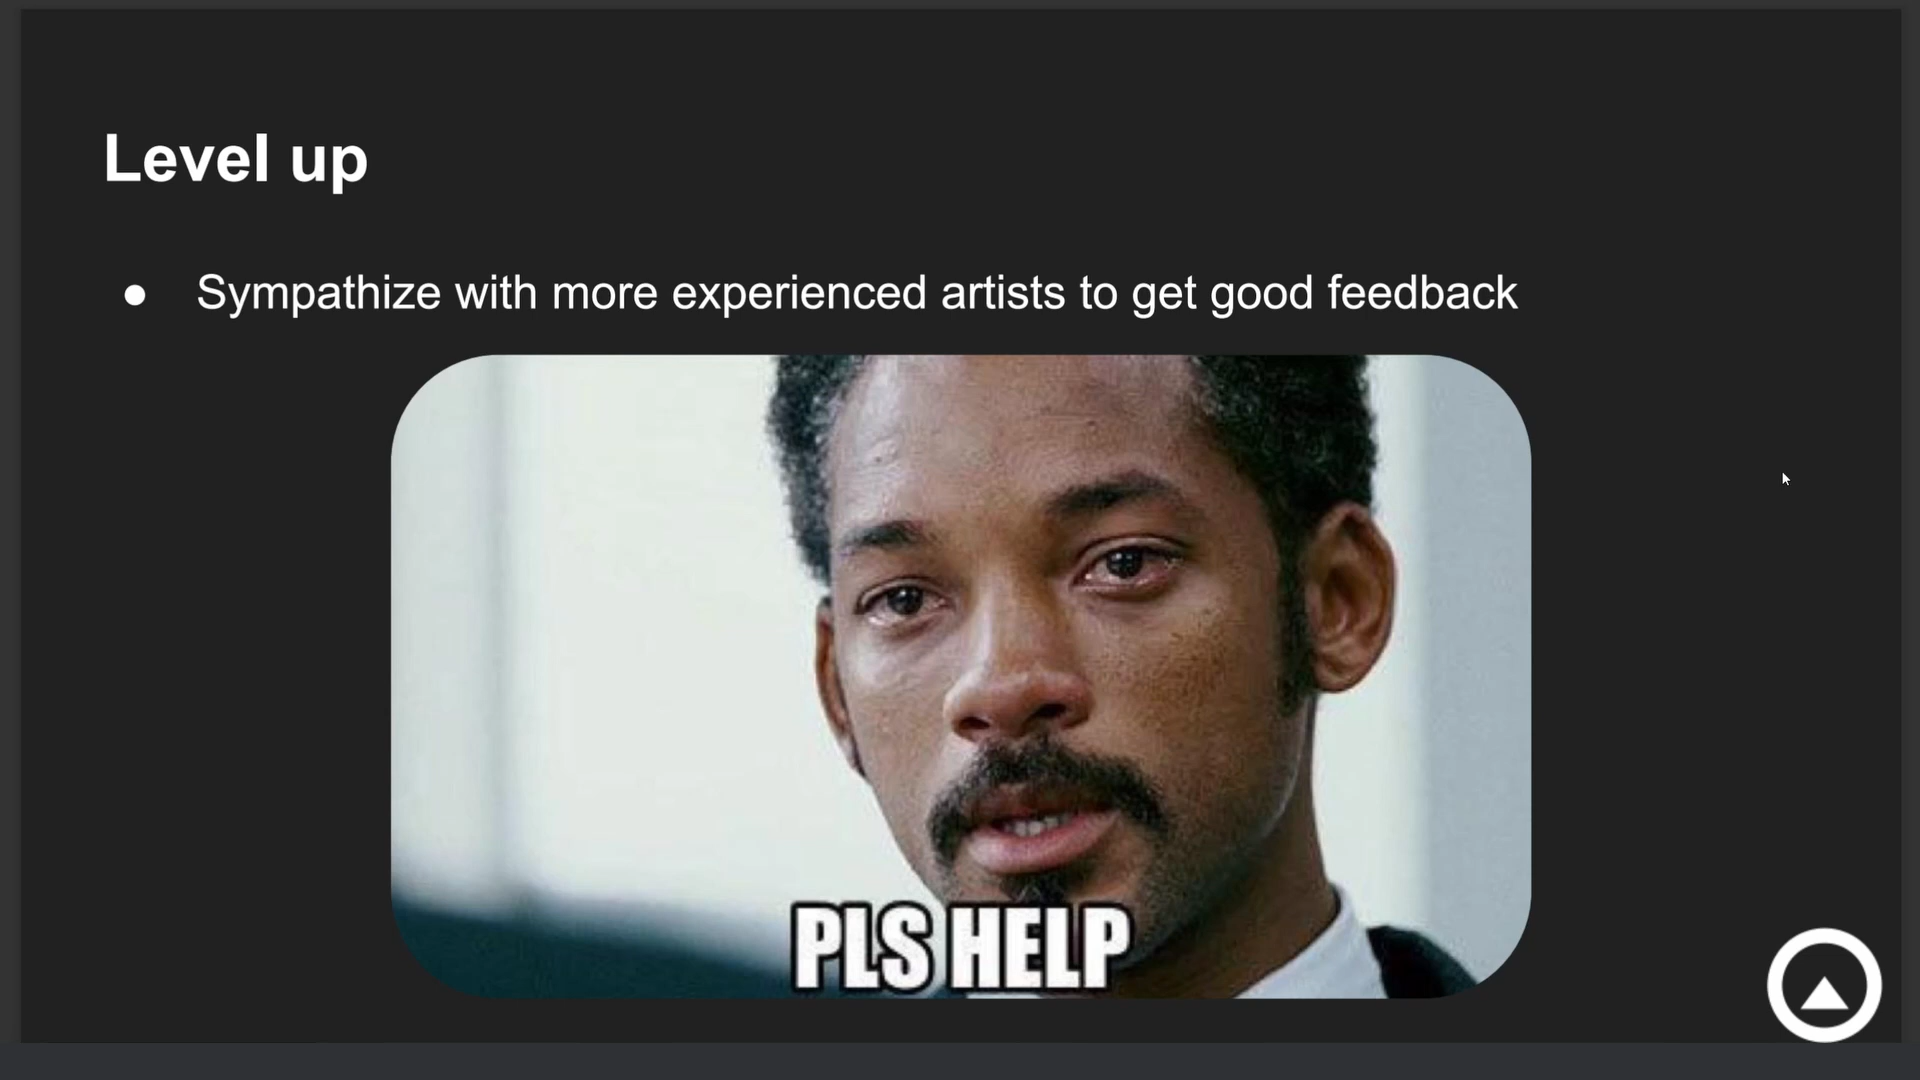 Level up
● Sympathize with more experienced artists to get good feedback
PLS HELP